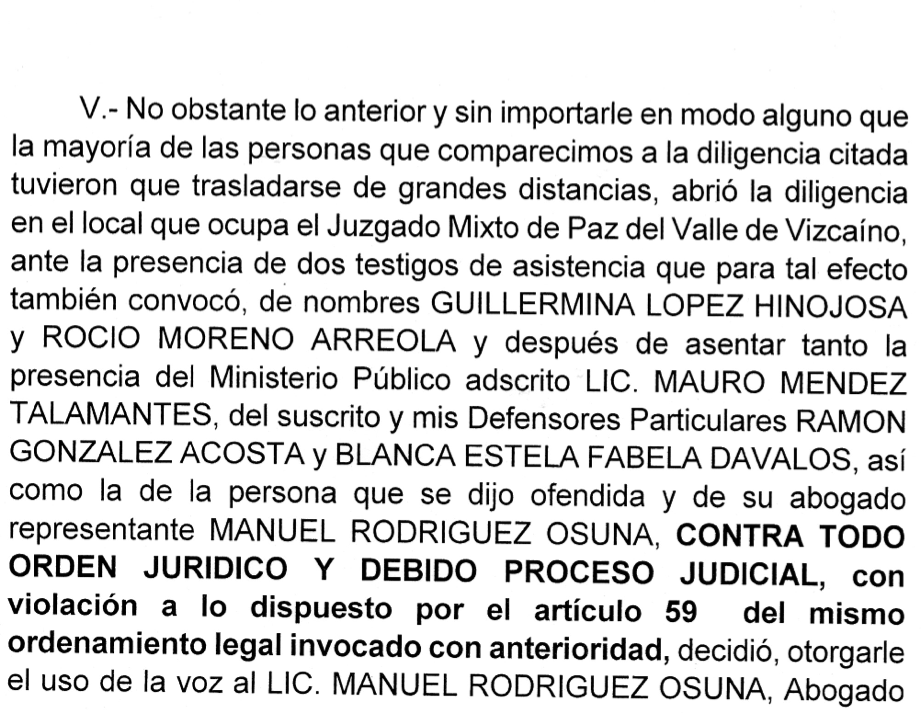 V.- No obstante lo anterior y sin importarle en modo alguno que
la mayoría de las personas que comparecimos a la diligencia citada
tuvieron que trasladarse de grandes distancias, abrió la diligencia
en el local que ocupa el Juzgado Mixto de Paz del Valle de Vizcaíno,
ante la presencia de dos testigos de asistencia que para tal efecto
también convocó, de nombres GUILLERMINA LOPEZ HINOJOSA
y ROCIO MORENO ARREOLA y después de asentar tanto la
presencia del Ministerio Público adscrito LIC. MAURO MENDEZ
TALAMANTES, del suscrito y mis Defensores Particulares RAMON
GONZALEZ ACOSTA y BLANCA ESTELA FABELA DAVALOS, así
como la de la persona que se dijo ofendida y de su abogado
representante MANUEL RODRIGUEZ OSUNA, CONTRA TODO
ORDEN JURIDICO Y DEBIDO PROCESO JUDICIAL, con
violación a lo dispuesto por el artículo 59 del mismo
ordenamiento legal invocado con anterioridad, decidió, otorgarle
el uso de la voz al LIC. MANUEL RODRIGUEZ OSUNA, Abogado